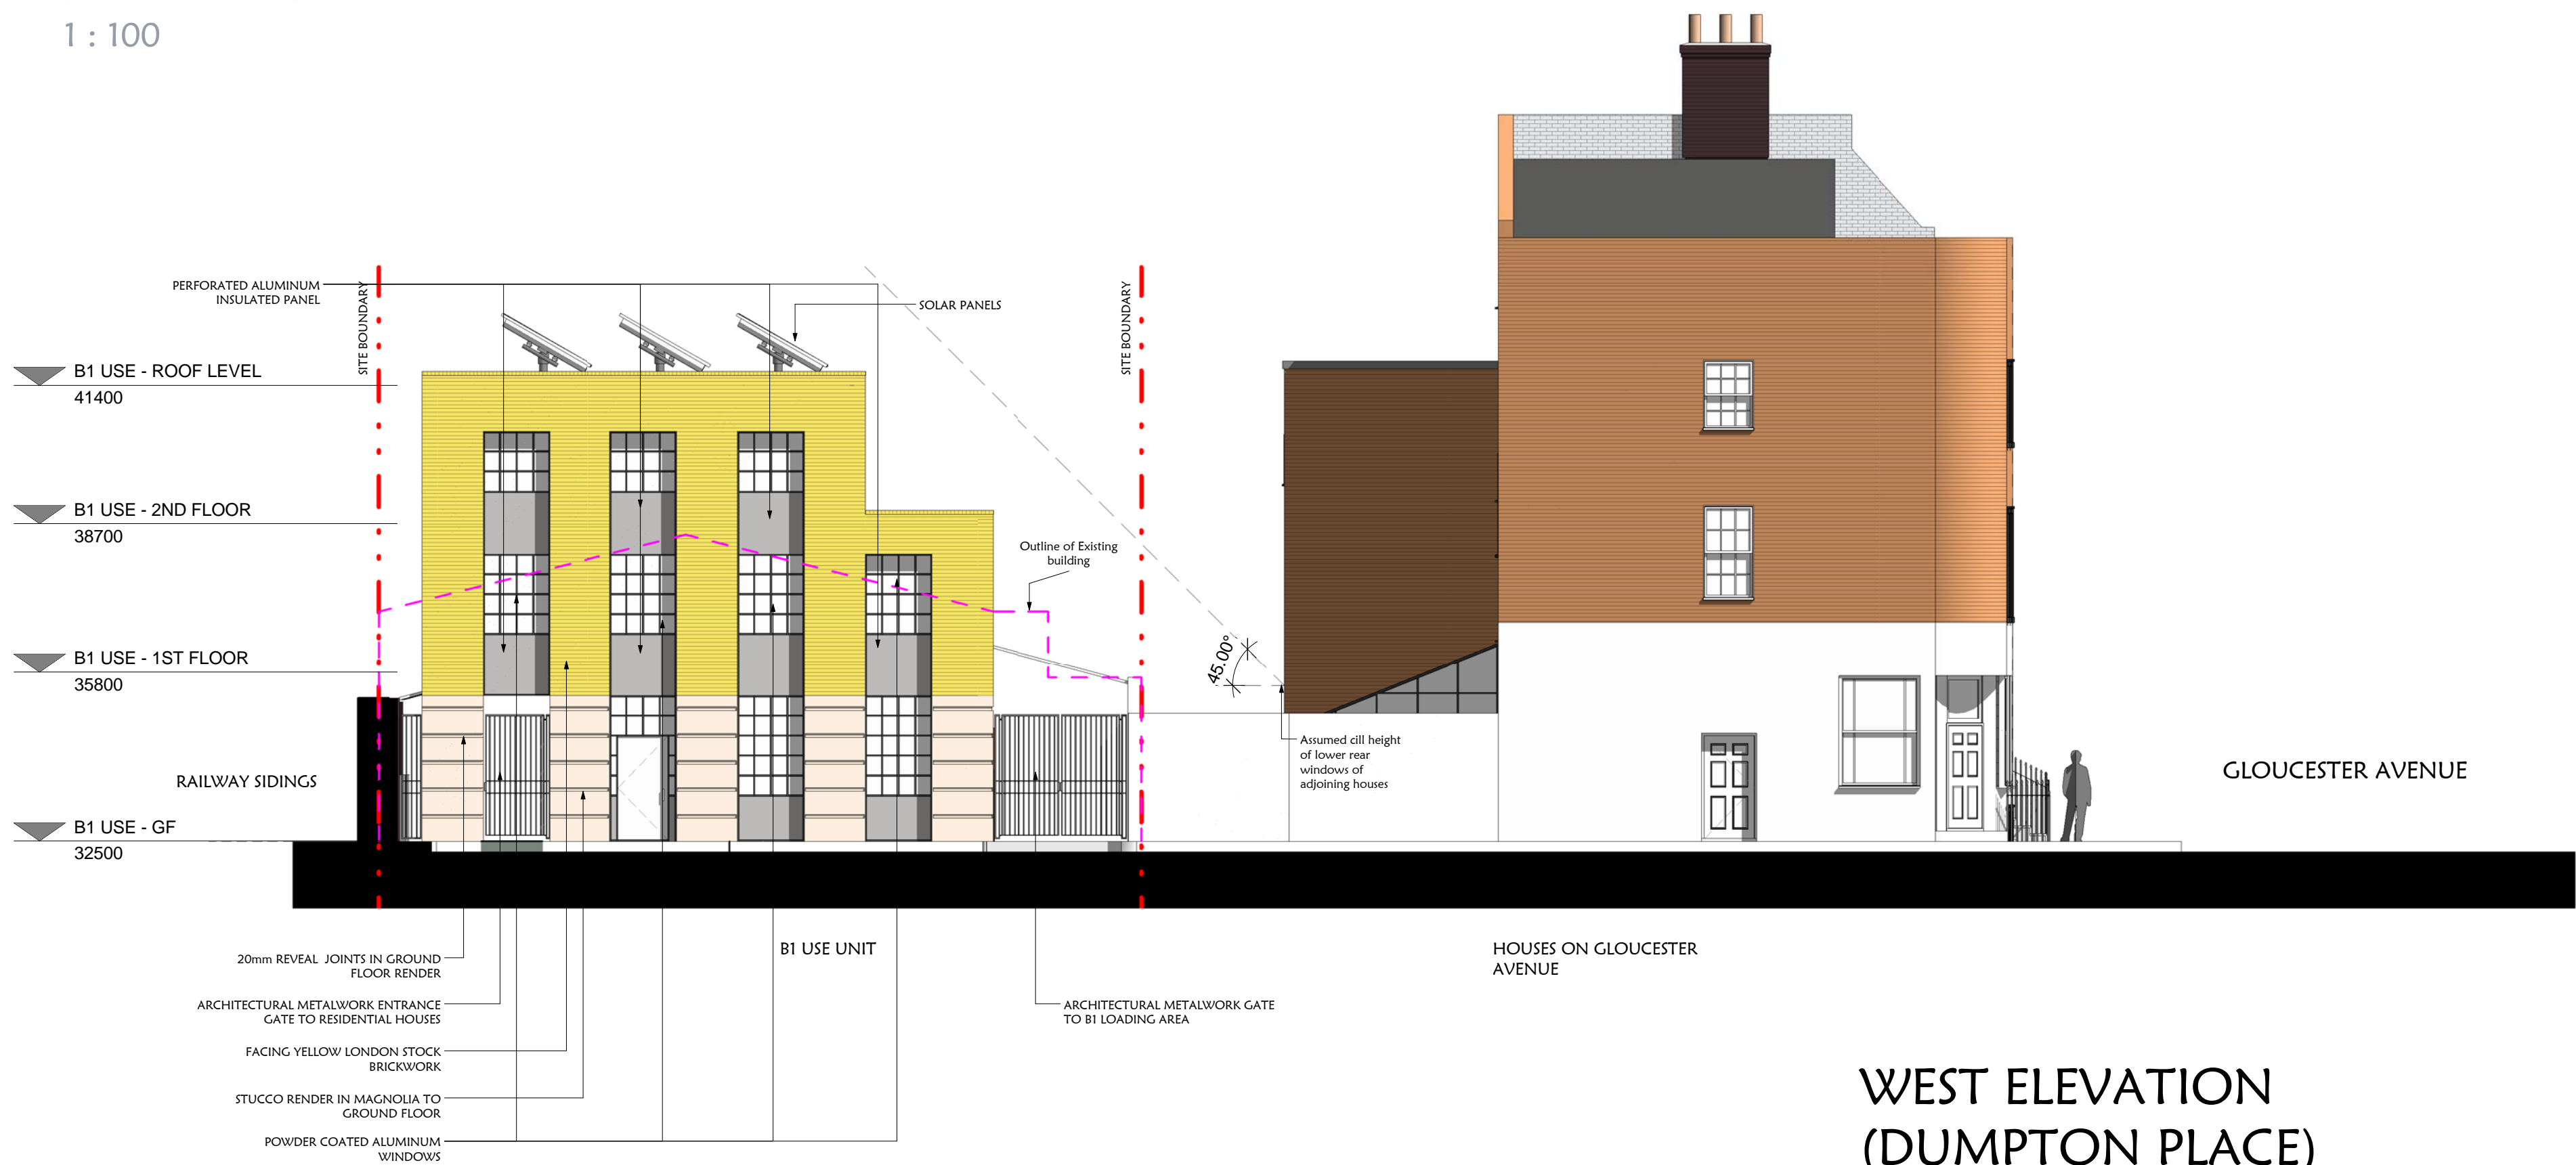 1 : 100
PERFORATED ALUMINUM
INSULATED PANEL
SITE BOUNDARY
SOLAR PANELS
SITE BOUNDARY
B1 USE - ROOF LEVEL
41400
B1 USE - 2ND FLOOR
38700
Outline of Existing
building
B1 USE - 1ST FLOOR
35800
45.00°
Assumed cill height
of lower rear
windows of
adjoining houses
RAILWAY SIDINGS
GLOUCESTER AVENUE
B1 USE - GF
32500
B1 USE UNIT
HOUSES ON GLOUCESTER
AVENUE
20mm REVEAL JOINTS IN GROUND
FLOOR RENDER
ARCHITECTURAL METALWORK ENTRANCE
GATE TO RESIDENTIAL HOUSES
ARCHITECTURAL METALWORK GATE
TO B1 LOADING AREA
FACING YELLOW LONDON STOCK
BRICKWORK
STUCCO RENDER IN MAGNOLIA TO
GROUND FLOOR
POWDER COATED ALUMINUM
WINDOWS
WEST ELEVATION
(DUMPTON PLACE)